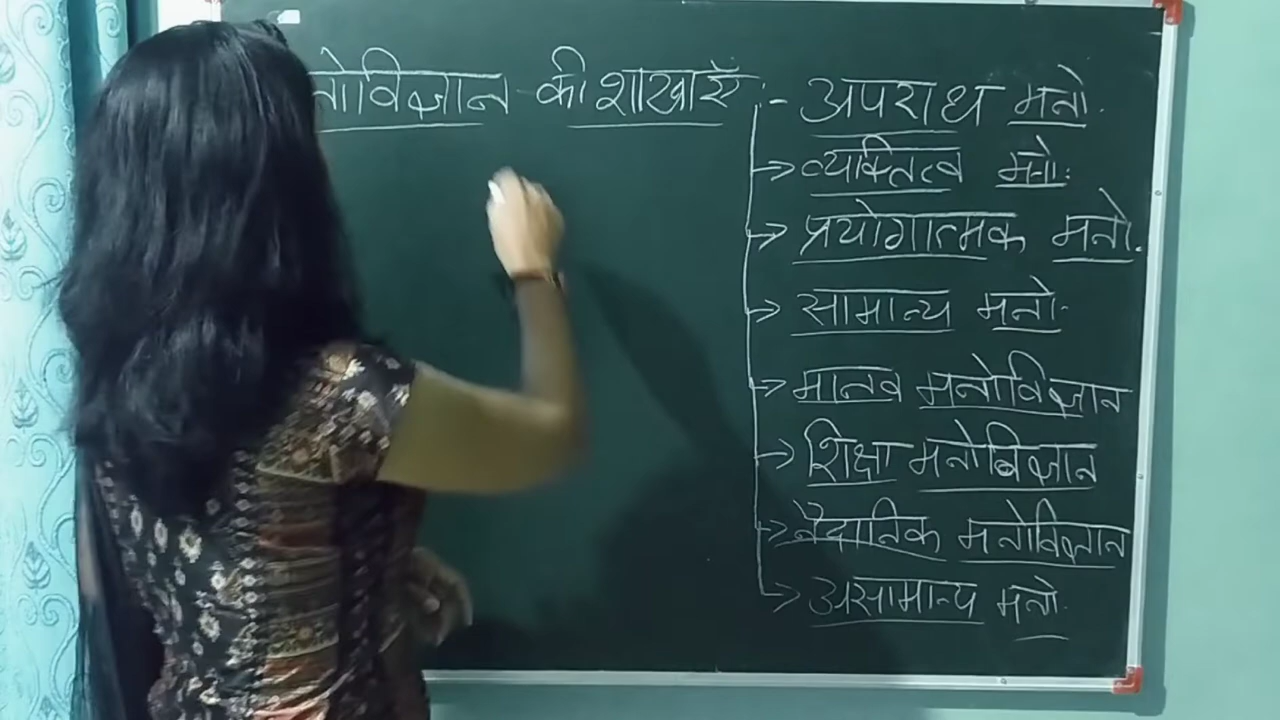 नोविज्ञान की शाखाएँ :-
अपराध मनो.
→ व्यक्तित्व मनो:
→ प्रयोगात्मक मनो.
→ सामान्य मनो.
→ मानव मनोविज्ञान
→ शिक्षा मनोविज्ञान
→ नैदानिक मनोविज्ञान
→ असामान्य मनो.